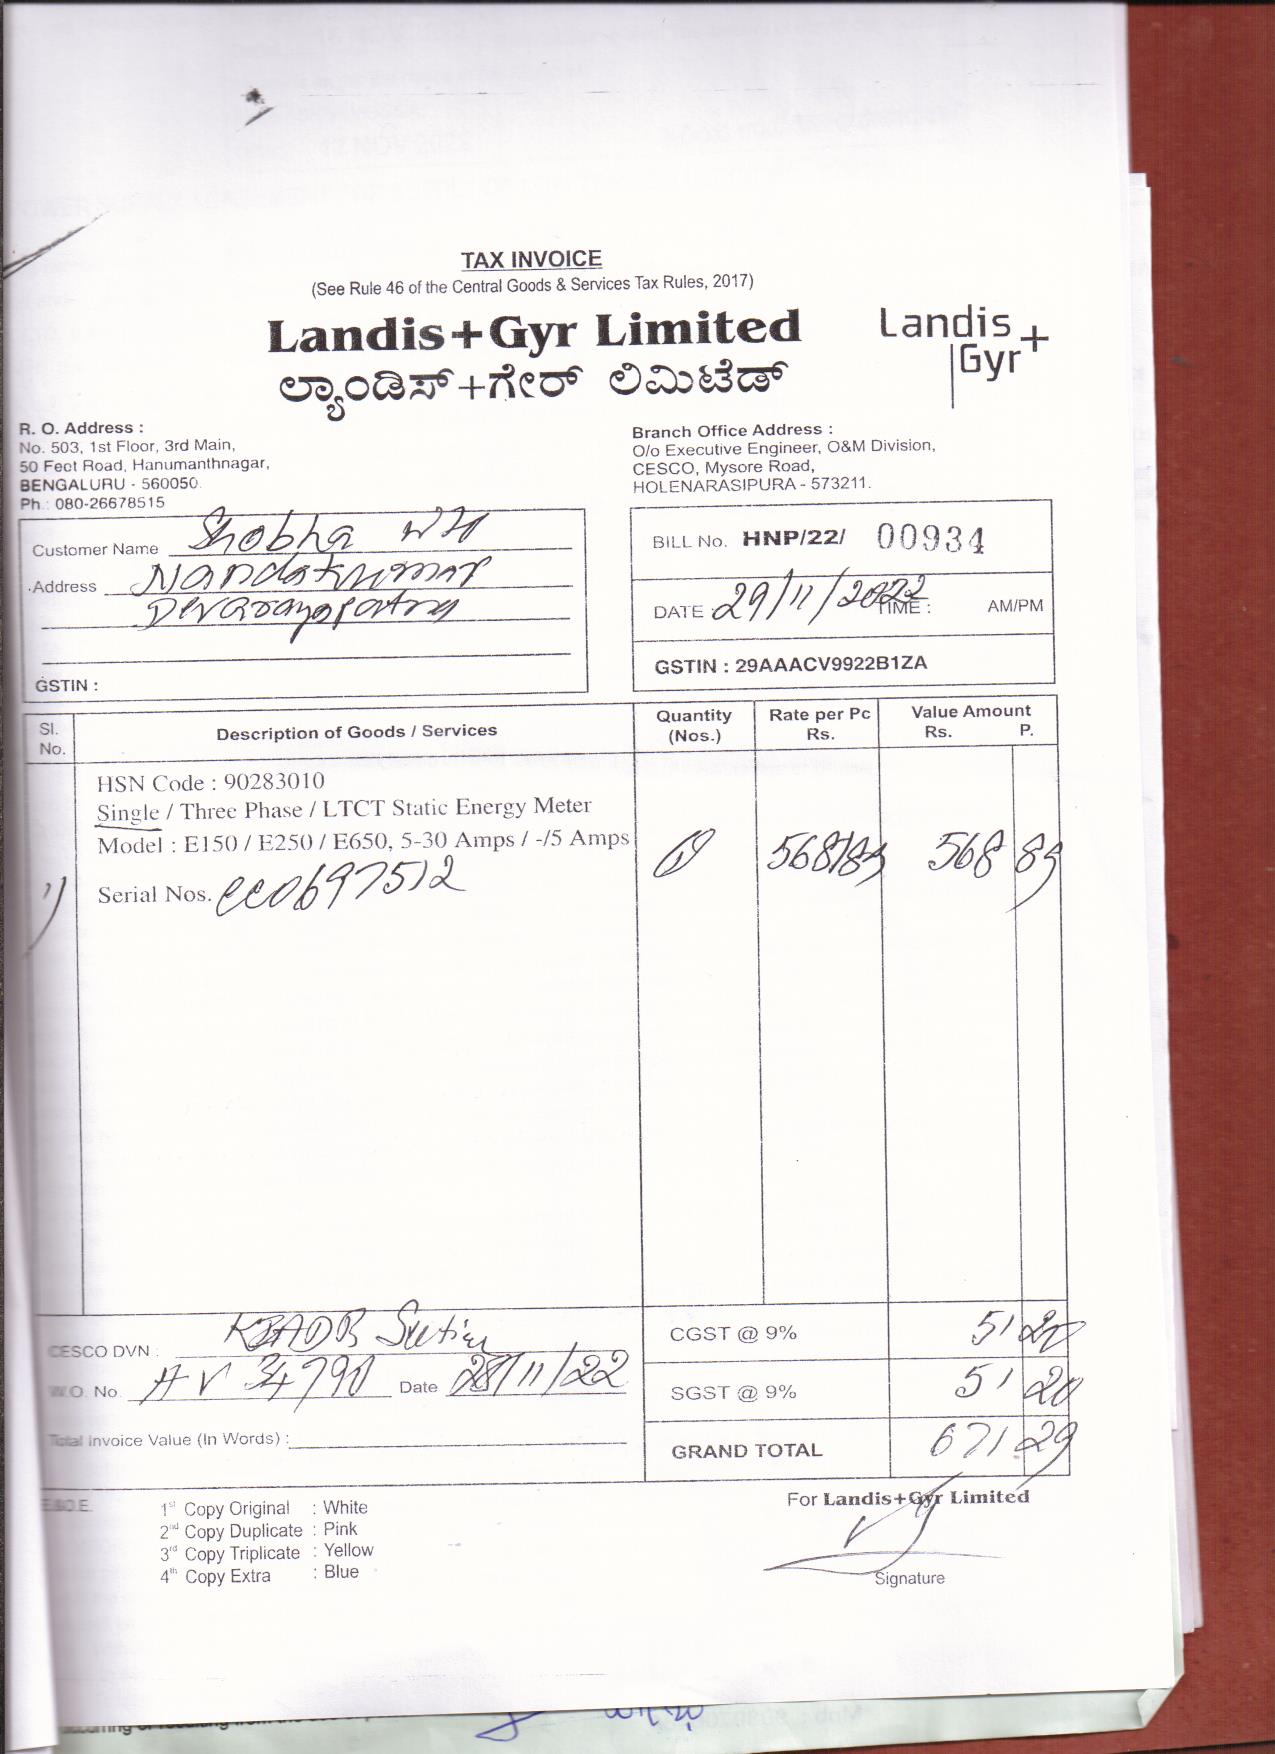 TAX INVOICE
(See Rule 46 of the Central Goods & Services Tax Rules, 2017)
Landis+Gyr Limited
ಲ್ಯಾಂಡಿಸ್+ಗೇರ್ ಲಿಮಿಟೆಡ್
Landis
Gyr+
R. O. Address :
No. 503, 1st Floor, 3rd Main,
50 Feet Road, Hanumanthnagar,
BENGALURU - 560050.
Ph.: 080-26678515
Branch Office Address :
O/o Executive Engineer, O&M Division,
CESCO, Mysore Road,
HOLENARASIPURA - 573211.
Customer Name Shobha w/o
Address Nandakumar
Devarayapatna
GSTIN :
BILL No. HNP/22/ 00934
DATE : 29/11/2022 TIME : AM/PM
GSTIN : 29AAACV9922B1ZA
Sl. No. Description of Goods / Services Quantity (Nos.) Rate per Pc Rs. Value Amount Rs. P.
HSN Code : 90283010
Single / Three Phase / LTCT Static Energy Meter
Model : E150 / E250 / E650, 5-30 Amps / -/5 Amps 568/83 568 83
1) Serial Nos. CC0697512
CESCO DVN : CGST @ 9% 51 20
W.O. No. AV 34790 Date 28/11/22 SGST @ 9% 51 20
Total Invoice Value (In Words) : GRAND TOTAL 671 29
E.&O.E.
1st Copy Original : White
2nd Copy Duplicate : Pink
3rd Copy Triplicate : Yellow
4th Copy Extra : Blue
For Landis+Gyr Limited
Signature